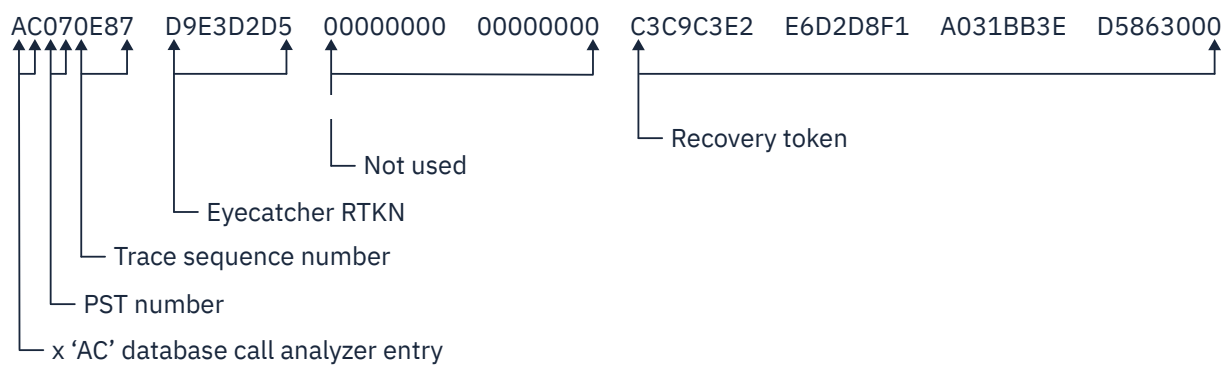 AC070E87 D9E3D2D5 00000000 00000000 C3C9C3E2 E6D2D8F1 A031BB3E D5863000
Recovery token
Not used
Eyecatcher RTKN
Trace sequence number
PST number
x ‘AC’ database call analyzer entry